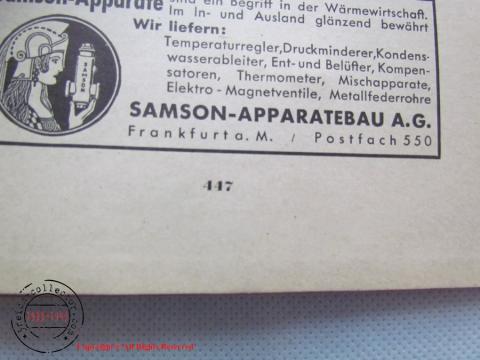 Samson-Apparate sind ein Begriff in der Wärmewirtschaft.
Im In- und Ausland glänzend bewährt
Wir liefern:
Temperaturregler, Druckminderer, Kondens-
wasserableiter, Ent- und Belüfter, Kompen-
satoren, Thermometer, Mischapparate,
Elektro-Magnetventile, Metallfederrohre
SAMSON
SAMSON-APPARATEBAU A.G.
Frankfurt a. M. / Postfach 550
447